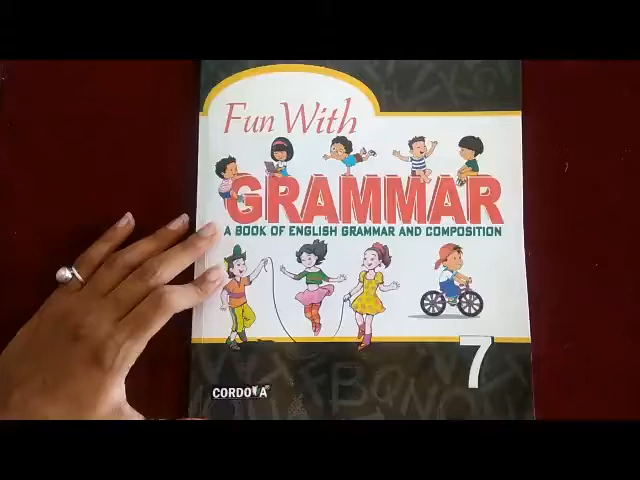 Fun With
GRAMMAR
A BOOK OF ENGLISH GRAMMAR AND COMPOSITION
7
CORDOVA